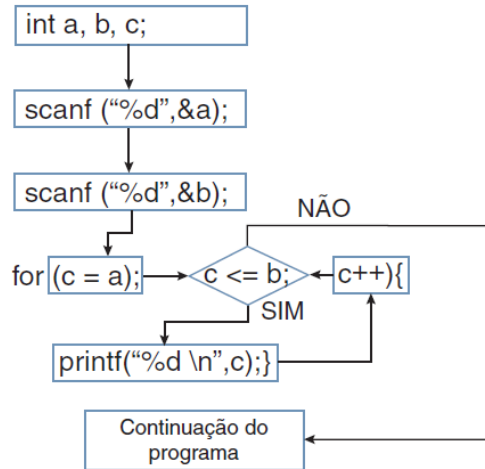 int a, b, c;
scanf (“%d”,&a);
scanf (“%d”,&b);
NÃO
for (c = a);
c <= b;
c++){
SIM
printf(“%d \n”,c);}
Continuação do
programa